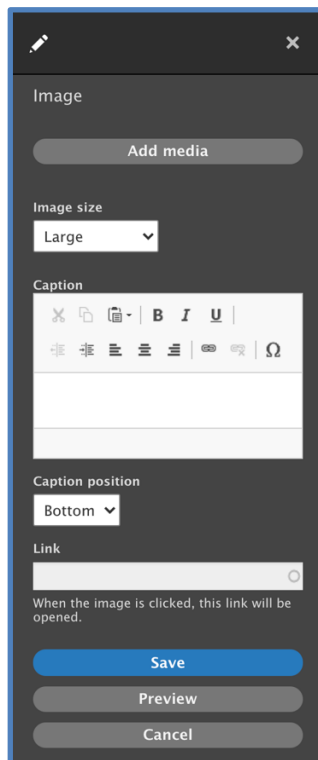 Image
Add media
Image size
Large
Caption
B I U
Ω
Caption position
Bottom
Link
When the image is clicked, this link will be
opened.
Save
Preview
Cancel